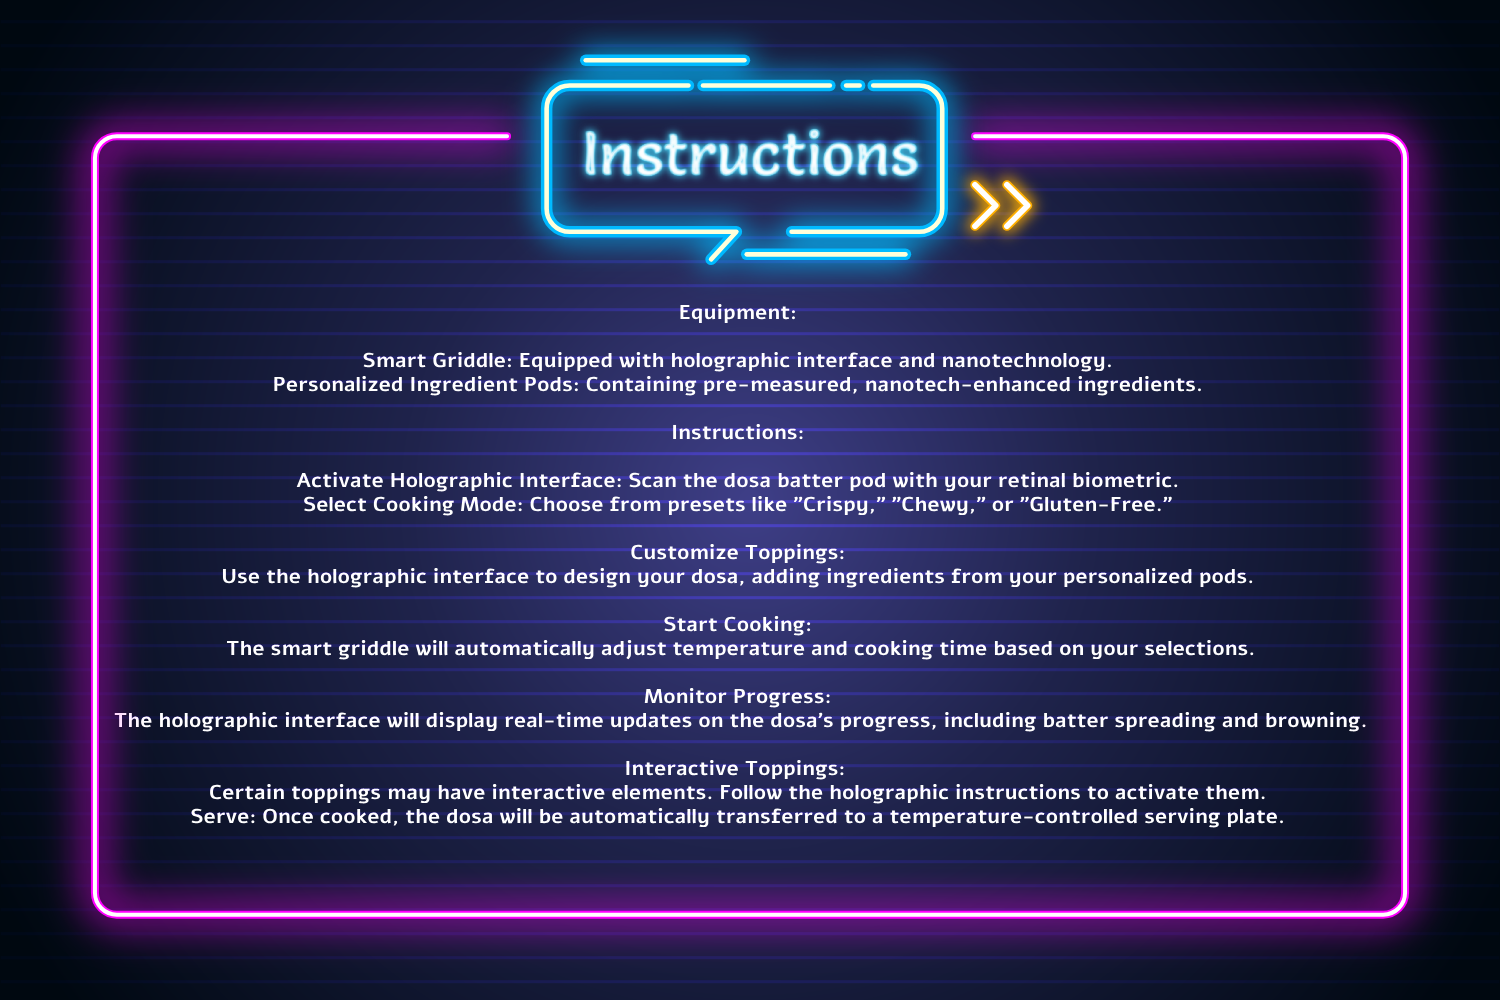 Instructions
Equipment:
Smart Griddle: Equipped with holographic interface and nanotechnology.
Personalized Ingredient Pods: Containing pre-measured, nanotech-enhanced ingredients.
Instructions:
Activate Holographic Interface: Scan the dosa batter pod with your retinal biometric.
Select Cooking Mode: Choose from presets like "Crispy," "Chewy," or "Gluten-Free."
Customize Toppings:
Use the holographic interface to design your dosa, adding ingredients from your personalized pods.
Start Cooking:
The smart griddle will automatically adjust temperature and cooking time based on your selections.
Monitor Progress:
The holographic interface will display real-time updates on the dosa's progress, including batter spreading and browning.
Interactive Toppings:
Certain toppings may have interactive elements. Follow the holographic instructions to activate them.
Serve: Once cooked, the dosa will be automatically transferred to a temperature-controlled serving plate.